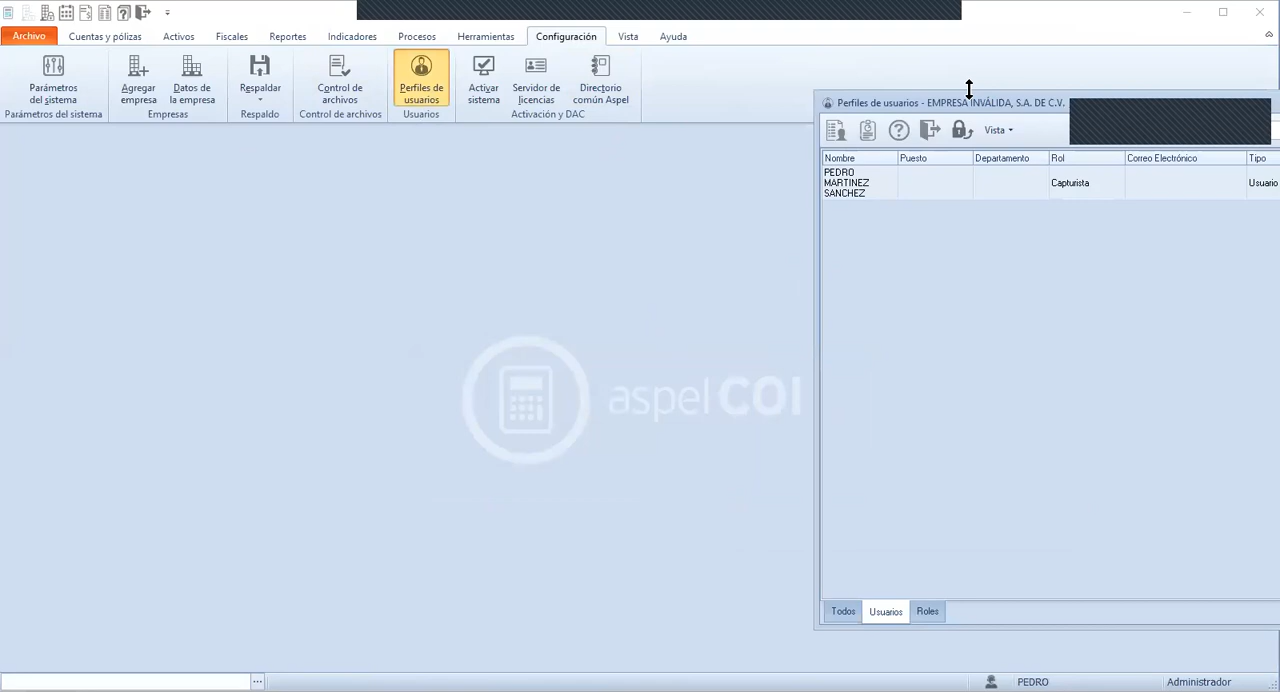 Archivo Cuentas y pólizas Activos Fiscales Reportes Indicadores Procesos Herramientas Configuración Vista Ayuda
Parámetros
del sistema
Parámetros del sistema
Agregar
empresa
Datos de
la empresa
Empresas
Respaldar
Respaldo
Control de
archivos
Control de archivos
Perfiles de
usuarios
Usuarios
Activar
sistema
Servidor de
licencias
Directorio
común Aspel
Activación y DAC
Perfiles de usuarios - EMPRESA INVÁLIDA, S.A. DE C.V.
Vista
Nombre Puesto Departamento Rol Correo Electrónico Tipo
PEDRO
MARTINEZ
SANCHEZ
Capturista
Usuario
aspel COI
Todos Usuarios Roles
PEDRO Administrador